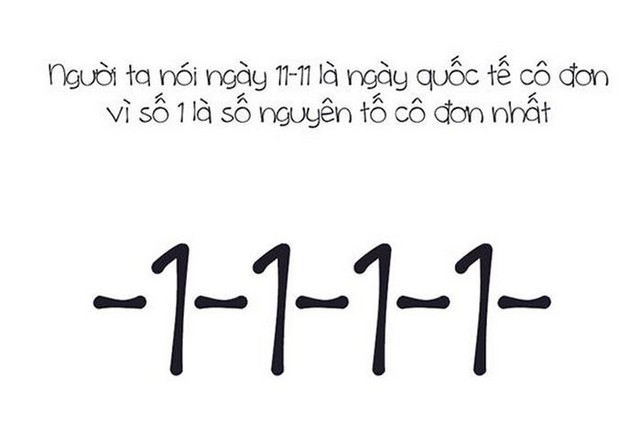 Người ta nói ngày 11-11 là ngày quốc tế cô đơn
vì số 1 là số nguyên tố cô đơn nhất
-1-1-1-1-